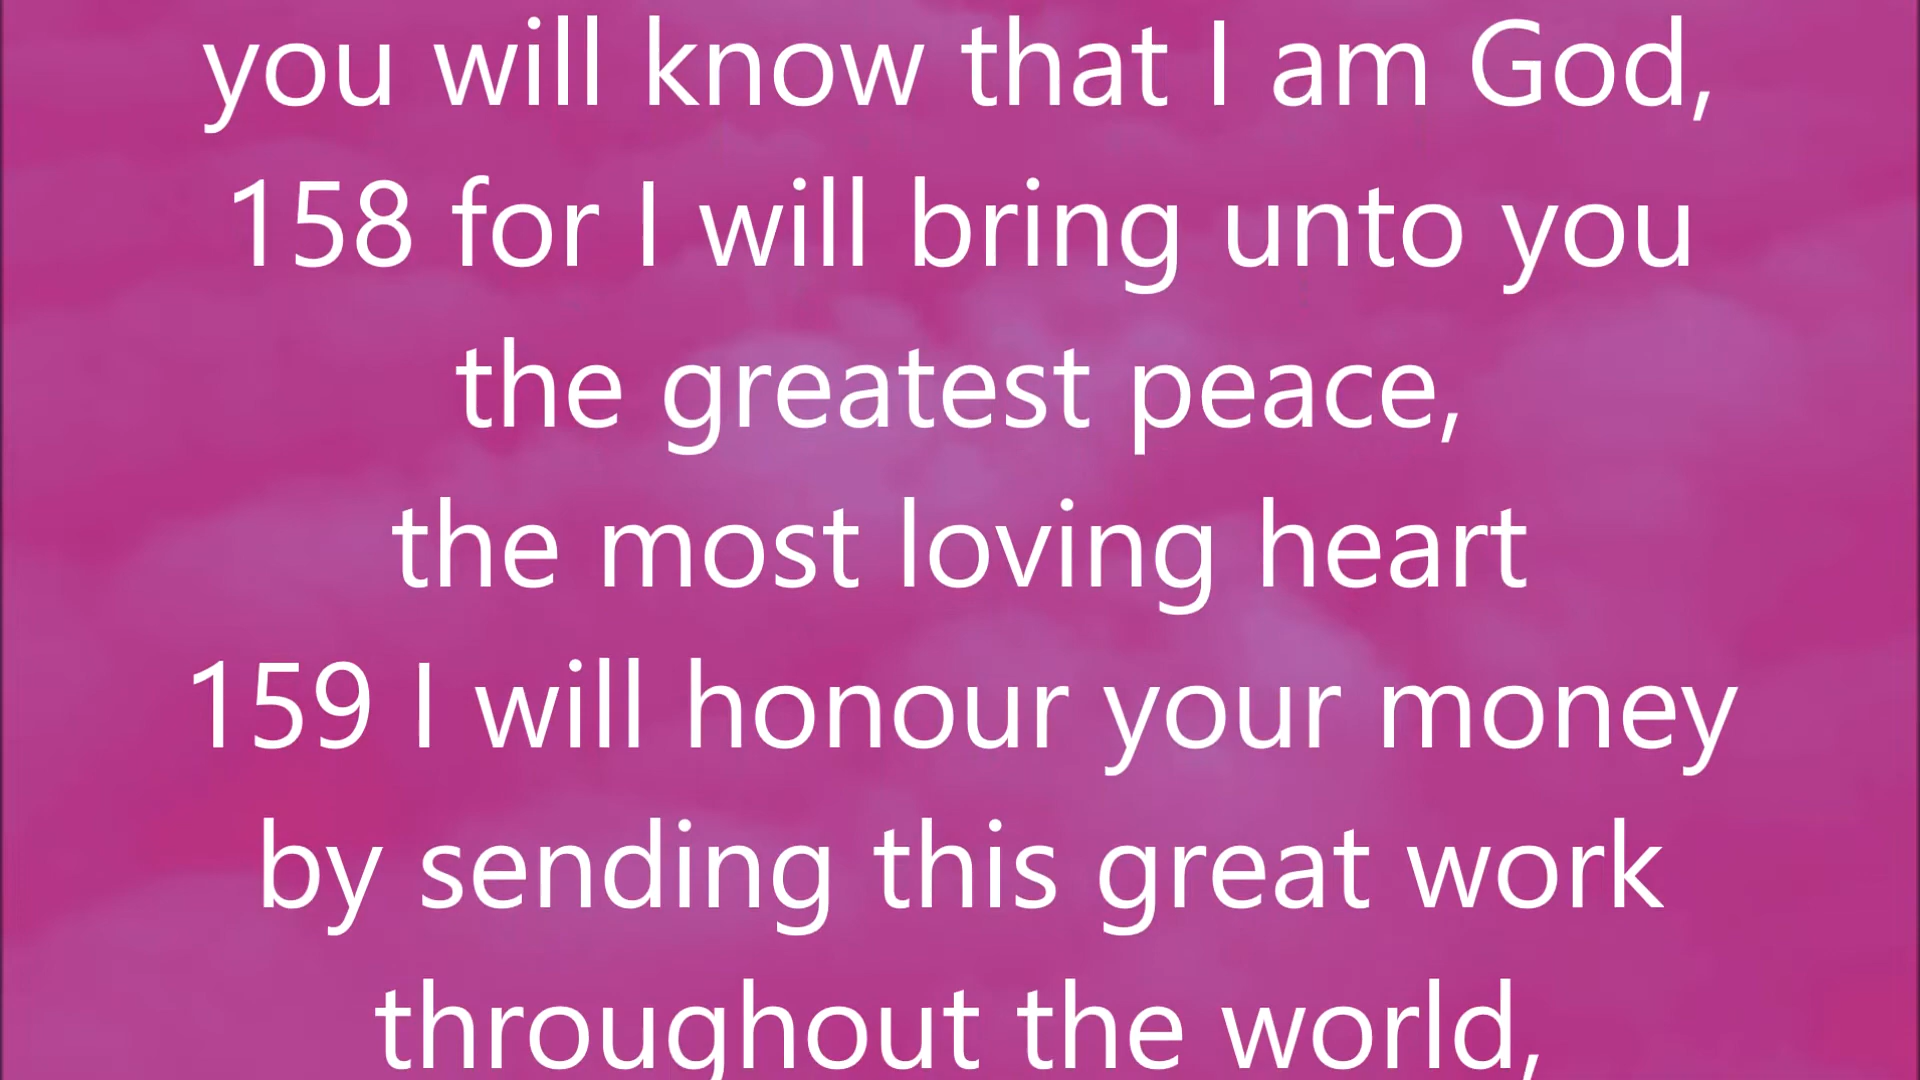 you will know that I am God,
158 for I will bring unto you
the greatest peace,
the most loving heart
159 I will honour your money
by sending this great work
throughout the world,